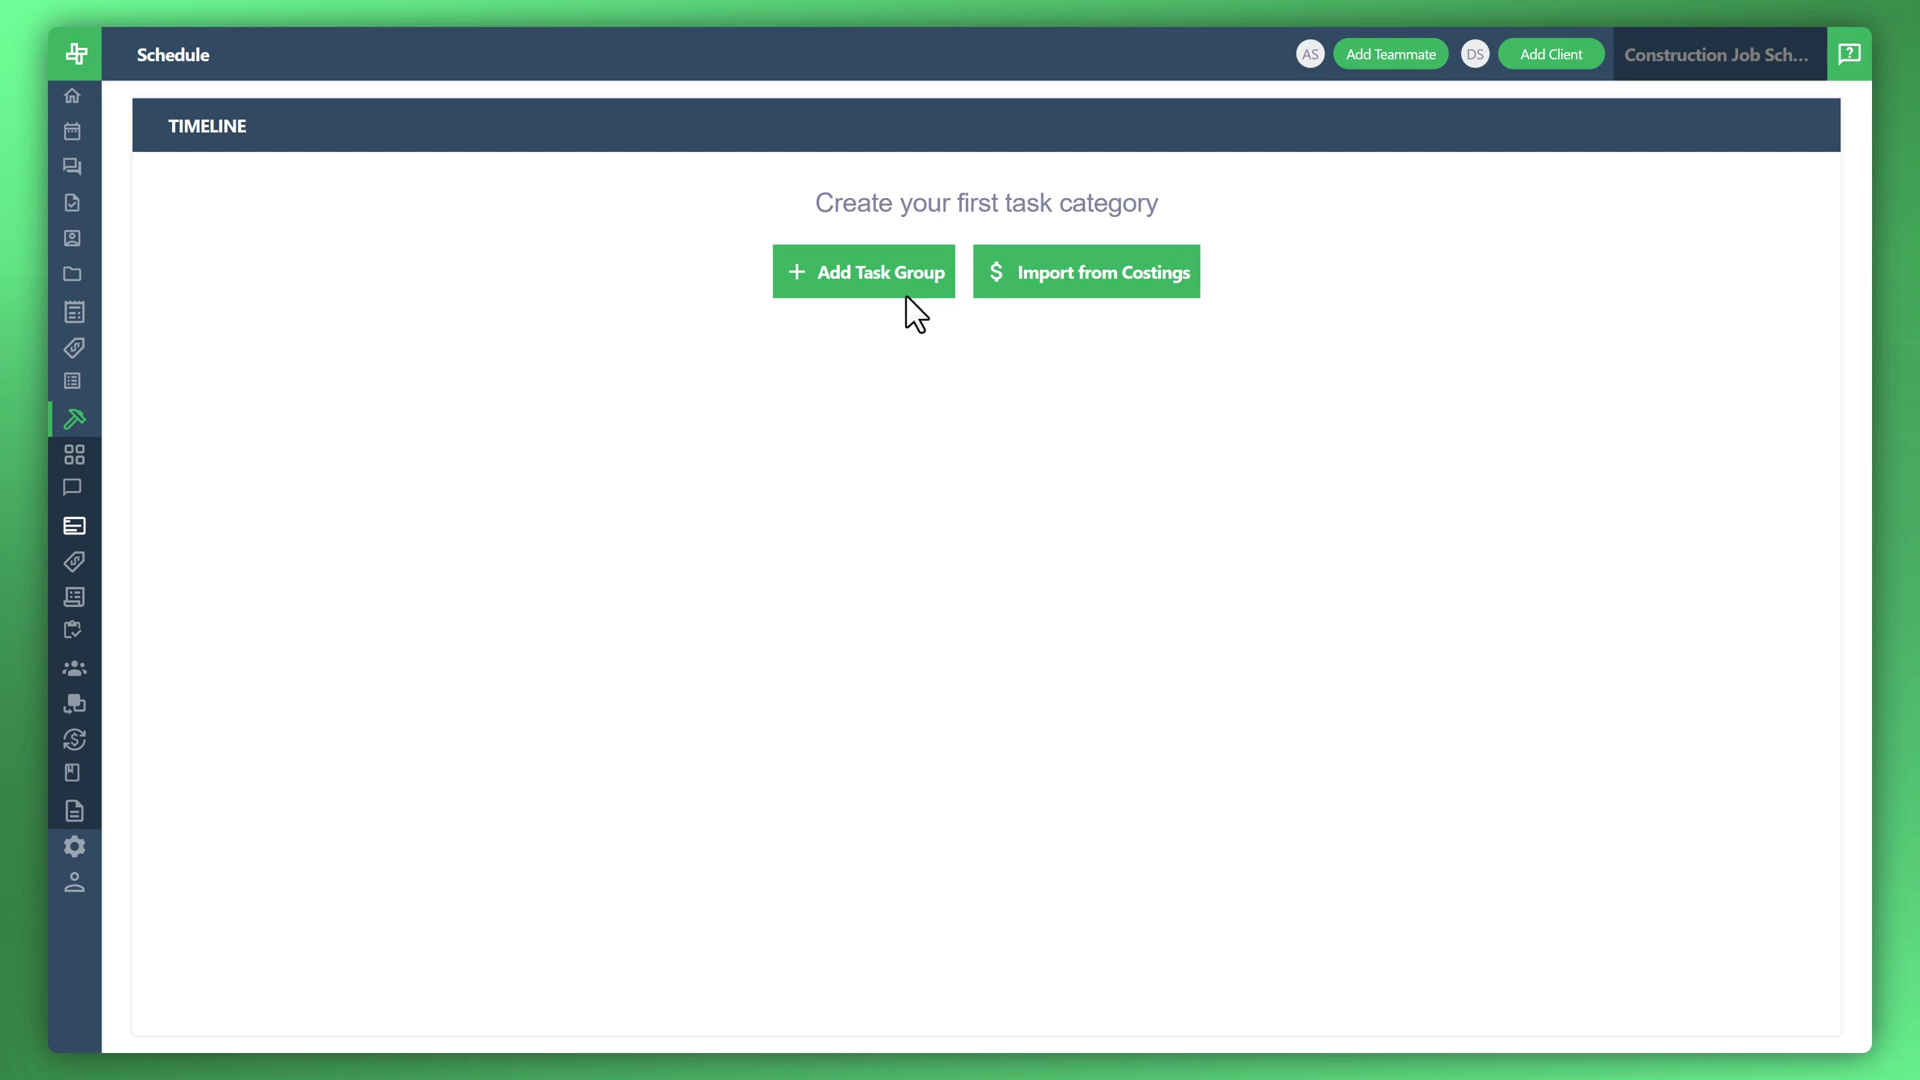 Schedule
AS
Add Teammate
DS
Add Client
Construction Job Sch...
TIMELINE
Create your first task category
+ Add Task Group
$ Import from Costings